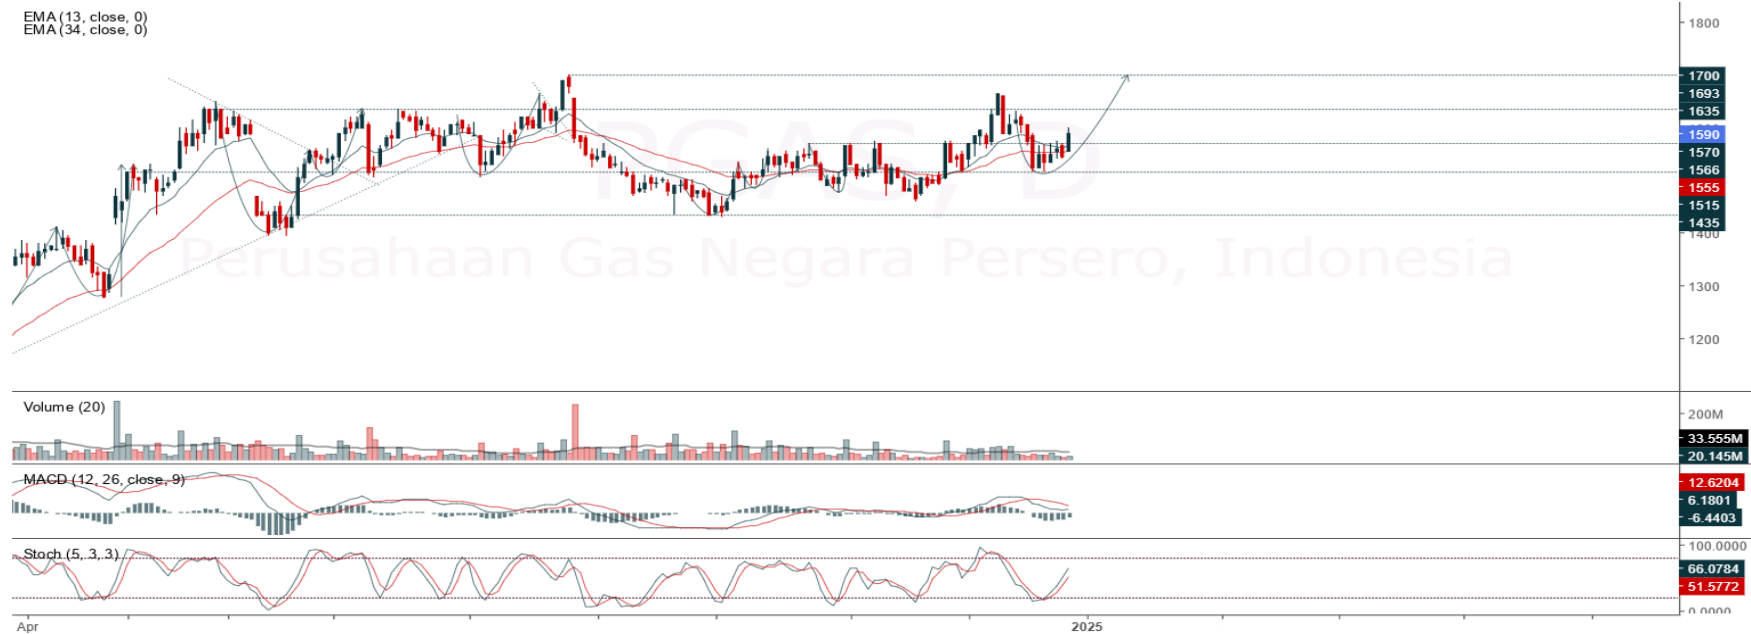 EMA (13, close, 0)
EMA (34, close, 0)
PGAS, D
Perusahaan Gas Negara Persero, Indonesia
1800
1700
1693
1635
1590
1570
1566
1555
1515
1435
1400
1300
1200
Volume (20)
200M
33.555M
20.145M
MACD (12, 26, close, 9)
12.6204
6.1801
-6.4403
Stoch (5, 3, 3)
100.0000
66.0784
51.5772
0.0000
Apr
2025